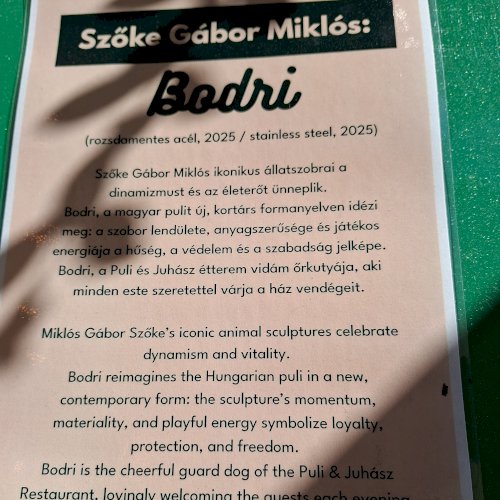 Szőke Gábor Miklós:
Bodri
(rozsdamentes acél, 2025 / stainless steel, 2025)
Szőke Gábor Miklós ikonikus állatszobrai a
dinamizmust és az életerőt ünneplik.
Bodri, a magyar pulit új, kortárs formanyelven idézi
meg: a szobor lendülete, anyagszerűsége és játékos
energiája a hűség, a védelem és a szabadság jelképe.
Bodri, a Puli és Juhász étterem vidám őrkutyája, aki
minden este szeretettel várja a ház vendégeit.
Miklós Gábor Szőke's iconic animal sculptures celebrate
dynamism and vitality.
Bodri reimagines the Hungarian puli in a new,
contemporary form: the sculpture's momentum,
materiality, and playful energy symbolize loyalty,
protection, and freedom.
Bodri is the cheerful guard dog of the Puli & Juhász
Restaurant, lovingly welcoming the guests each evening